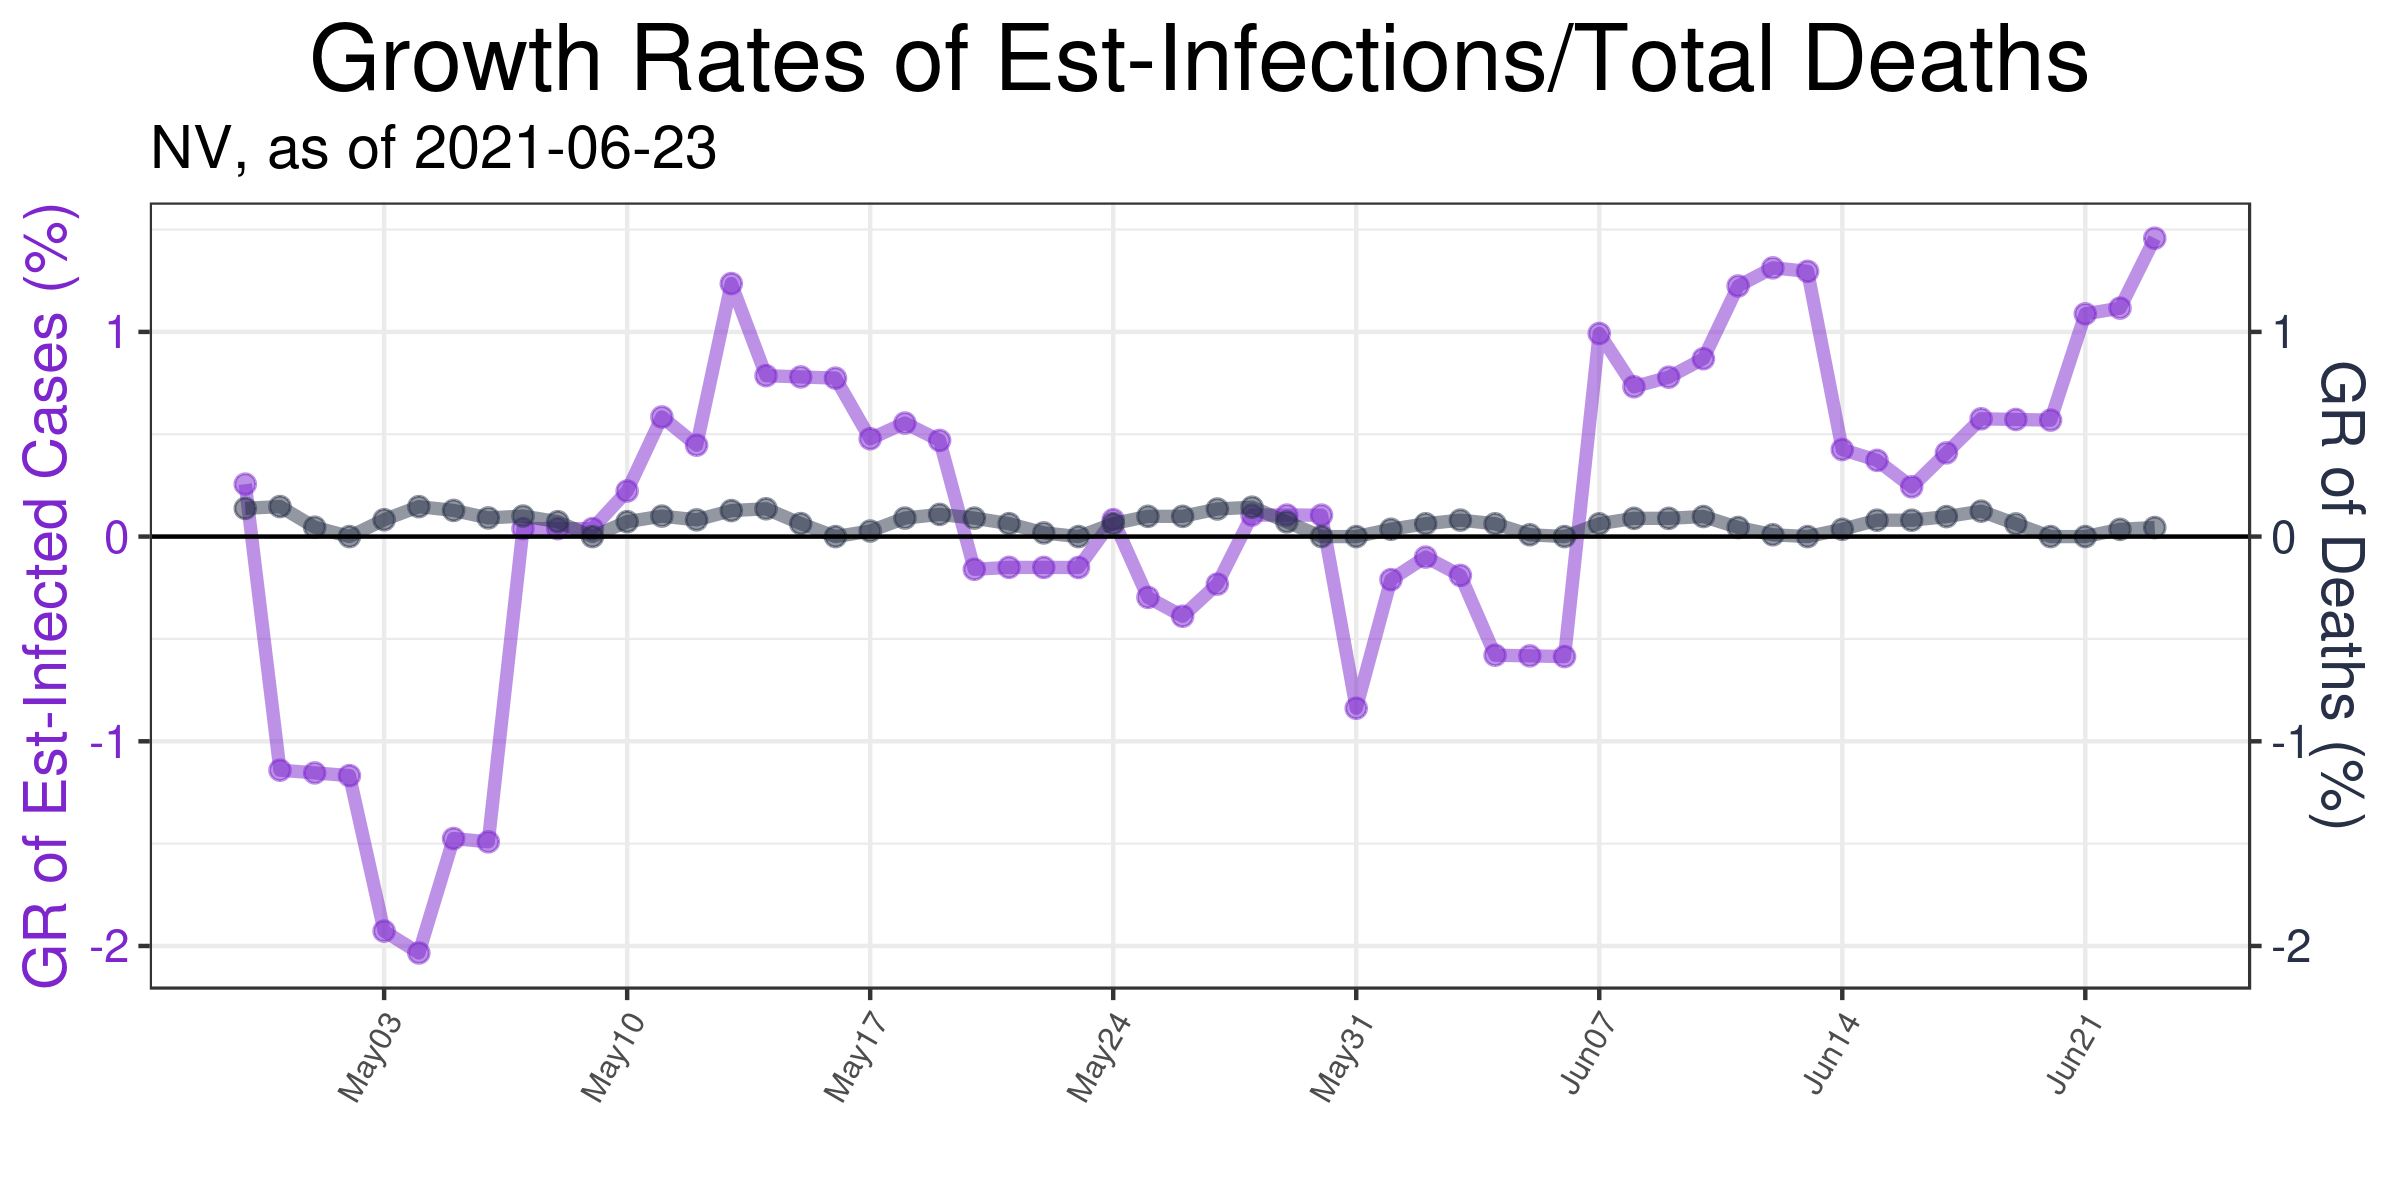 Growth Rates of Est-Infections/Total Deaths
NV, as of 2021-06-23
GR of Est-Infected Cases (%)
1
0
-1
-2
1
0
-1
-2
GR of Deaths (%)
May03
May10
May17
May24
May31
Jun07
Jun14
Jun21